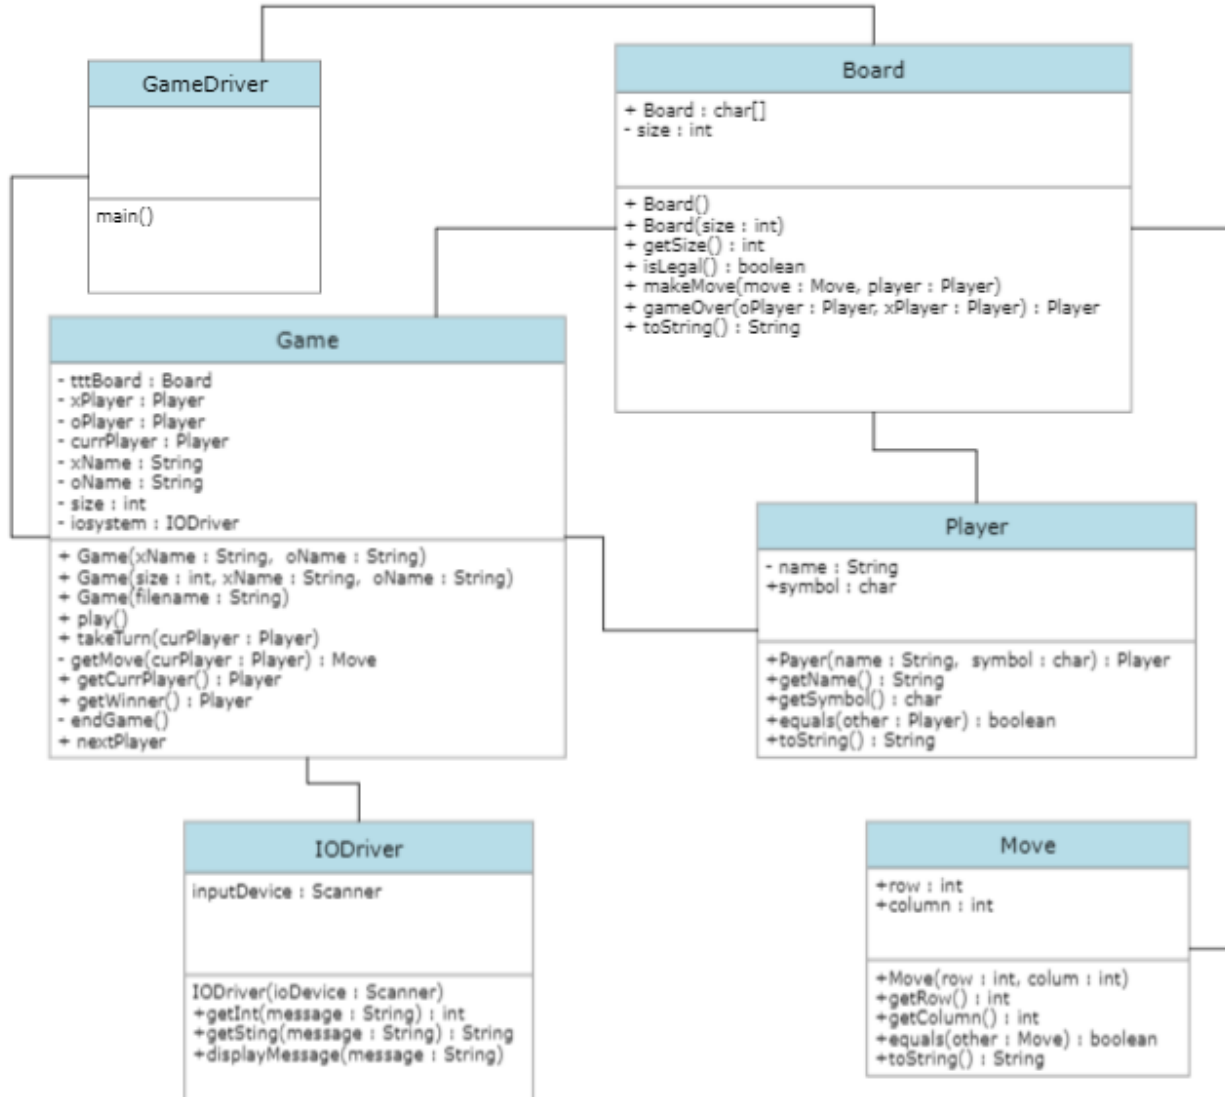 GameDriver
main()
Board
+ Board : char[]
- size : int
+ Board()
+ Board(size : int)
+ getSize() : int
+ isLegal() : boolean
+ makeMove(move : Move, player : Player)
+ gameOver(oPlayer : Player, xPlayer : Player) : Player
+ toString() : String
Game
- tttBoard : Board
- xPlayer : Player
- oPlayer : Player
- currPlayer : Player
- xName : String
- oName : String
- size : int
- iosystem : IODriver
+ Game(xName : String, oName : String)
+ Game(size : int, xName : String, oName : String)
+ Game(filename : String)
+ play()
+ takeTurn(curPlayer : Player)
- getMove(curPlayer : Player) : Move
+ getCurrPlayer() : Player
+ getWinner() : Player
- endGame()
+ nextPlayer
Player
- name : String
+symbol : char
+Payer(name : String, symbol : char) : Player
+getName() : String
+getSymbol() : char
+equals(other : Player) : boolean
+toString() : String
IODriver
inputDevice : Scanner
IODriver(ioDevice : Scanner)
+getInt(message : String) : int
+getSting(message : String) : String
+displayMessage(message : String)
Move
+row : int
+column : int
+Move(row : int, colum : int)
+getRow() : int
+getColumn() : int
+equals(other : Move) : boolean
+toString() : String